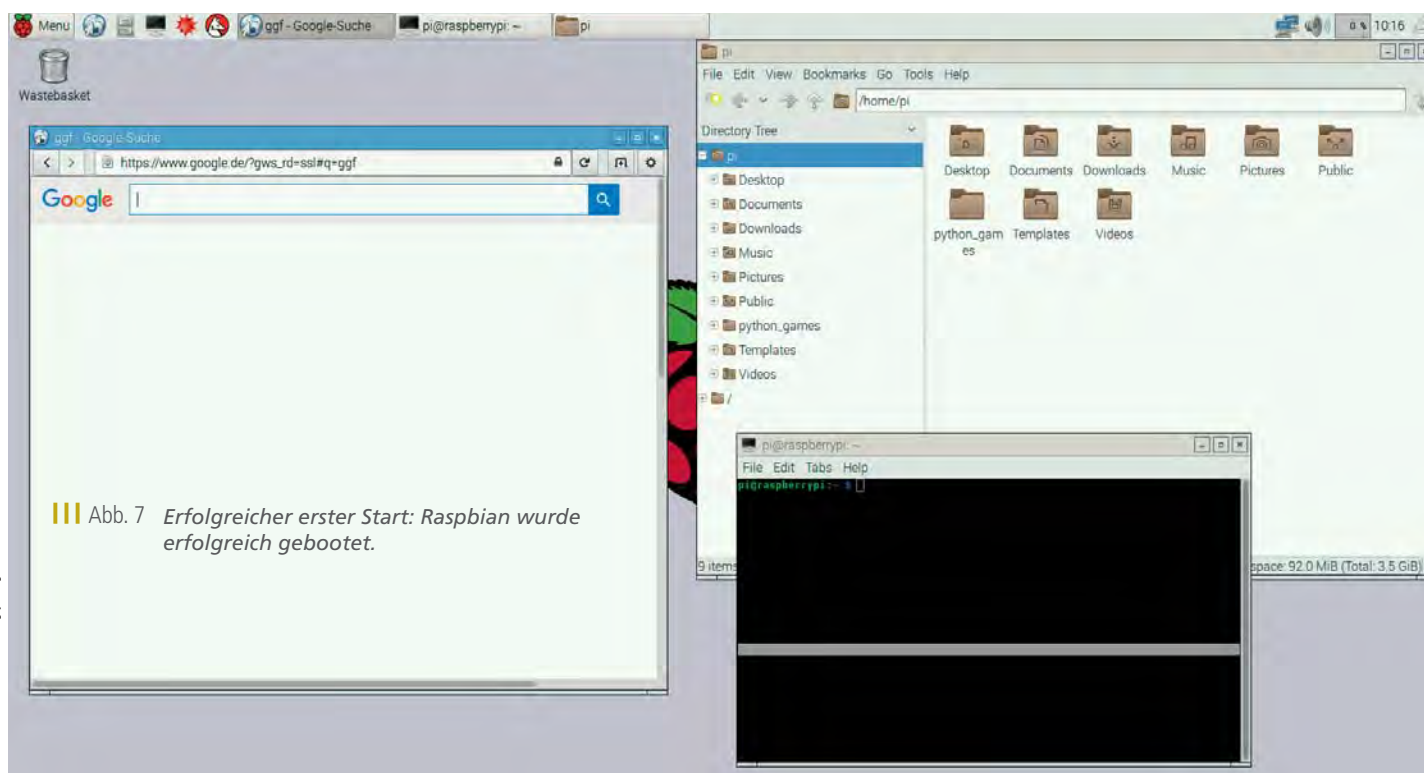 Menu
ggf - Google-Suche
pi@raspberrypi: ~
pi
0 %
10:16
Wastebasket
ggf - Google-Suche
https://www.google.de/?gws_rd=ssl#q=ggf
Google
Abb. 7 Erfolgreicher erster Start: Raspbian wurde
erfolgreich gebootet.
pi
File Edit View Bookmarks Go Tools Help
/home/pi
Directory Tree
pi
Desktop
Documents
Downloads
Music
Pictures
Public
python_games
Templates
Videos
/
Desktop Documents Downloads Music Pictures Public
python_gam Templates Videos
es
9 items
space: 92.0 MiB (Total: 3.5 GiB)
pi@raspberrypi: ~
File Edit Tabs Help
pi@raspberrypi:~ $